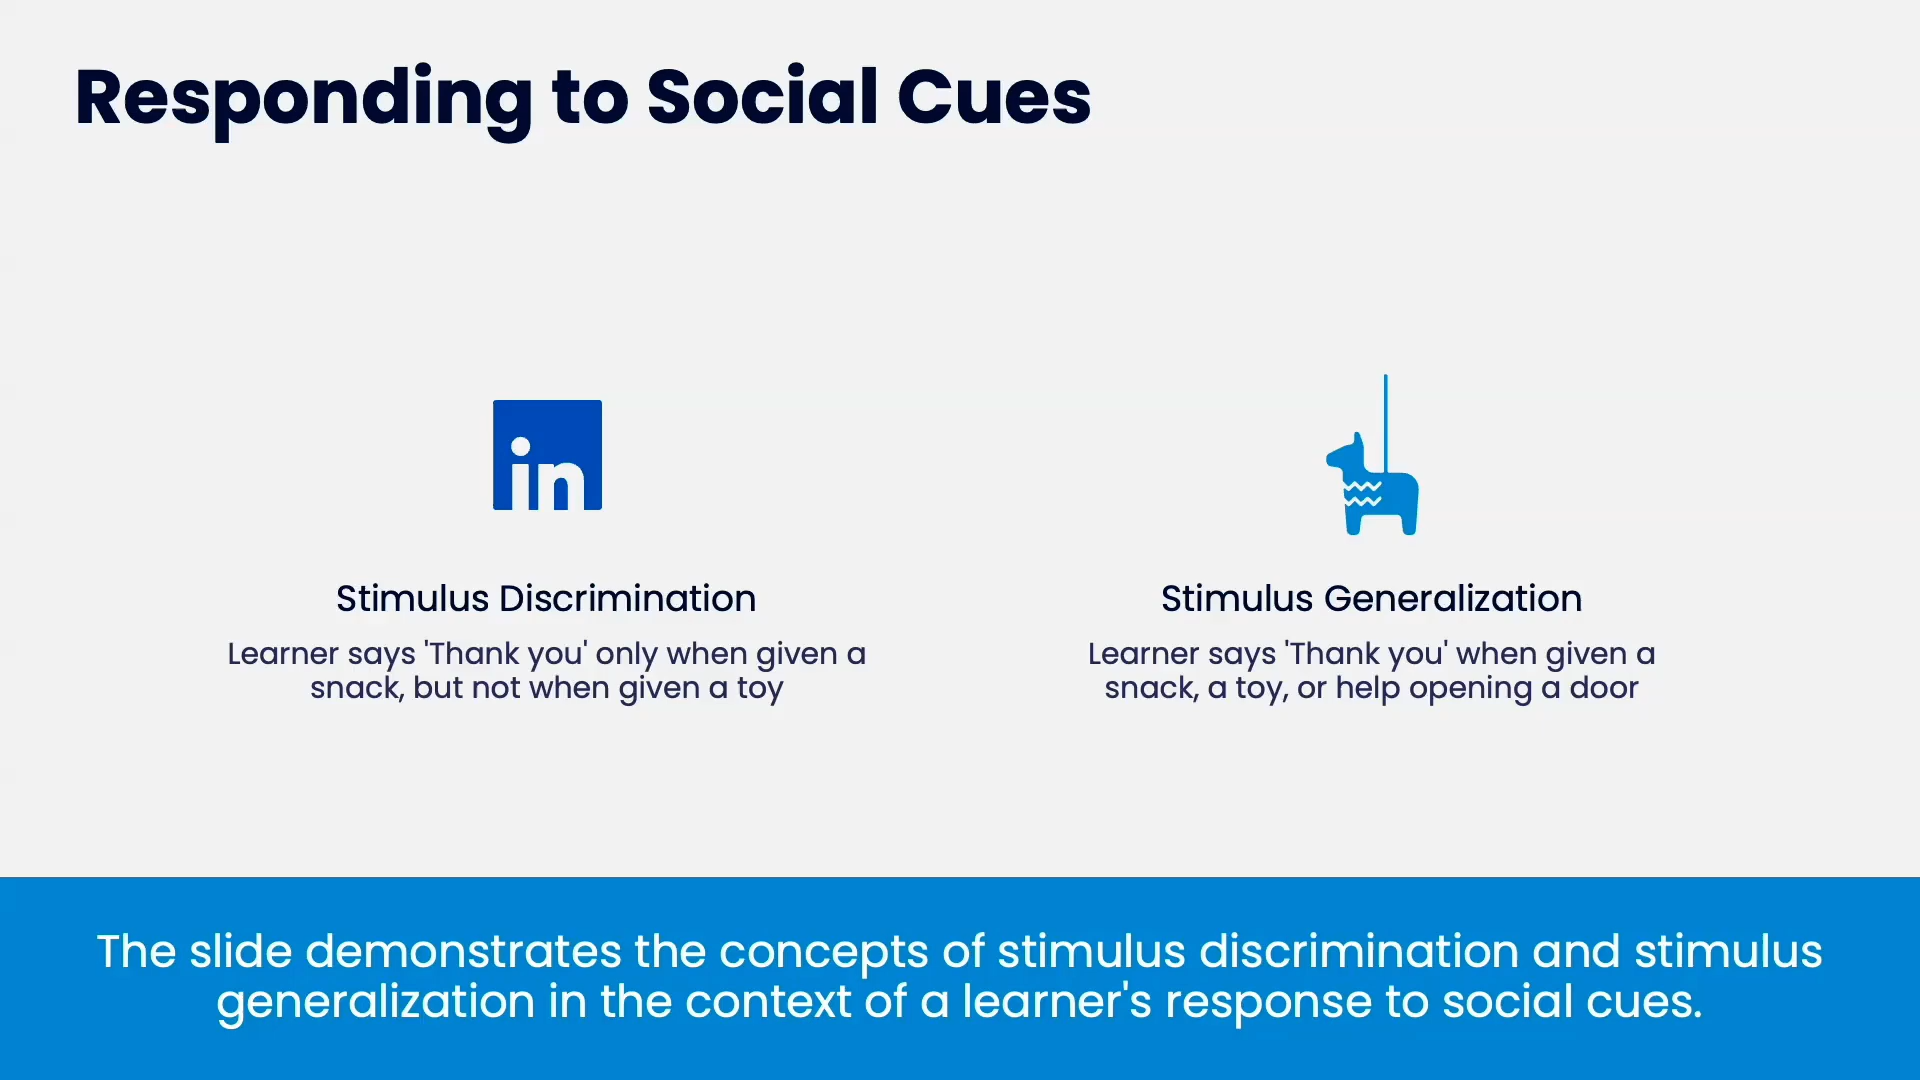 Responding to Social Cues
in
Stimulus Discrimination
Learner says 'Thank you' only when given a
snack, but not when given a toy
Stimulus Generalization
Learner says 'Thank you' when given a
snack, a toy, or help opening a door
The slide demonstrates the concepts of stimulus discrimination and stimulus
generalization in the context of a learner's response to social cues.